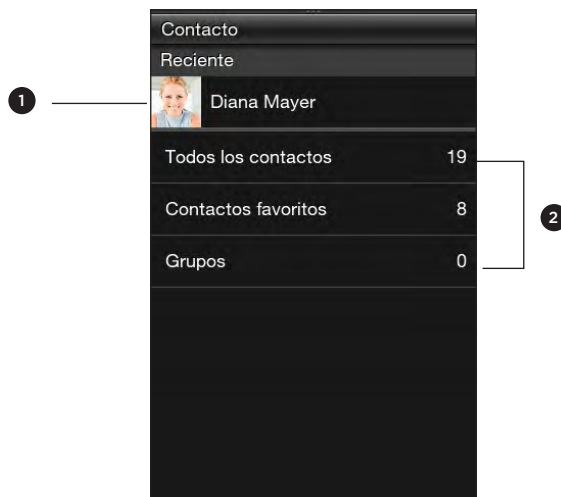 Contacto
Reciente
1
Diana Mayer
Todos los contactos 19
Contactos favoritos 8
2
Grupos 0